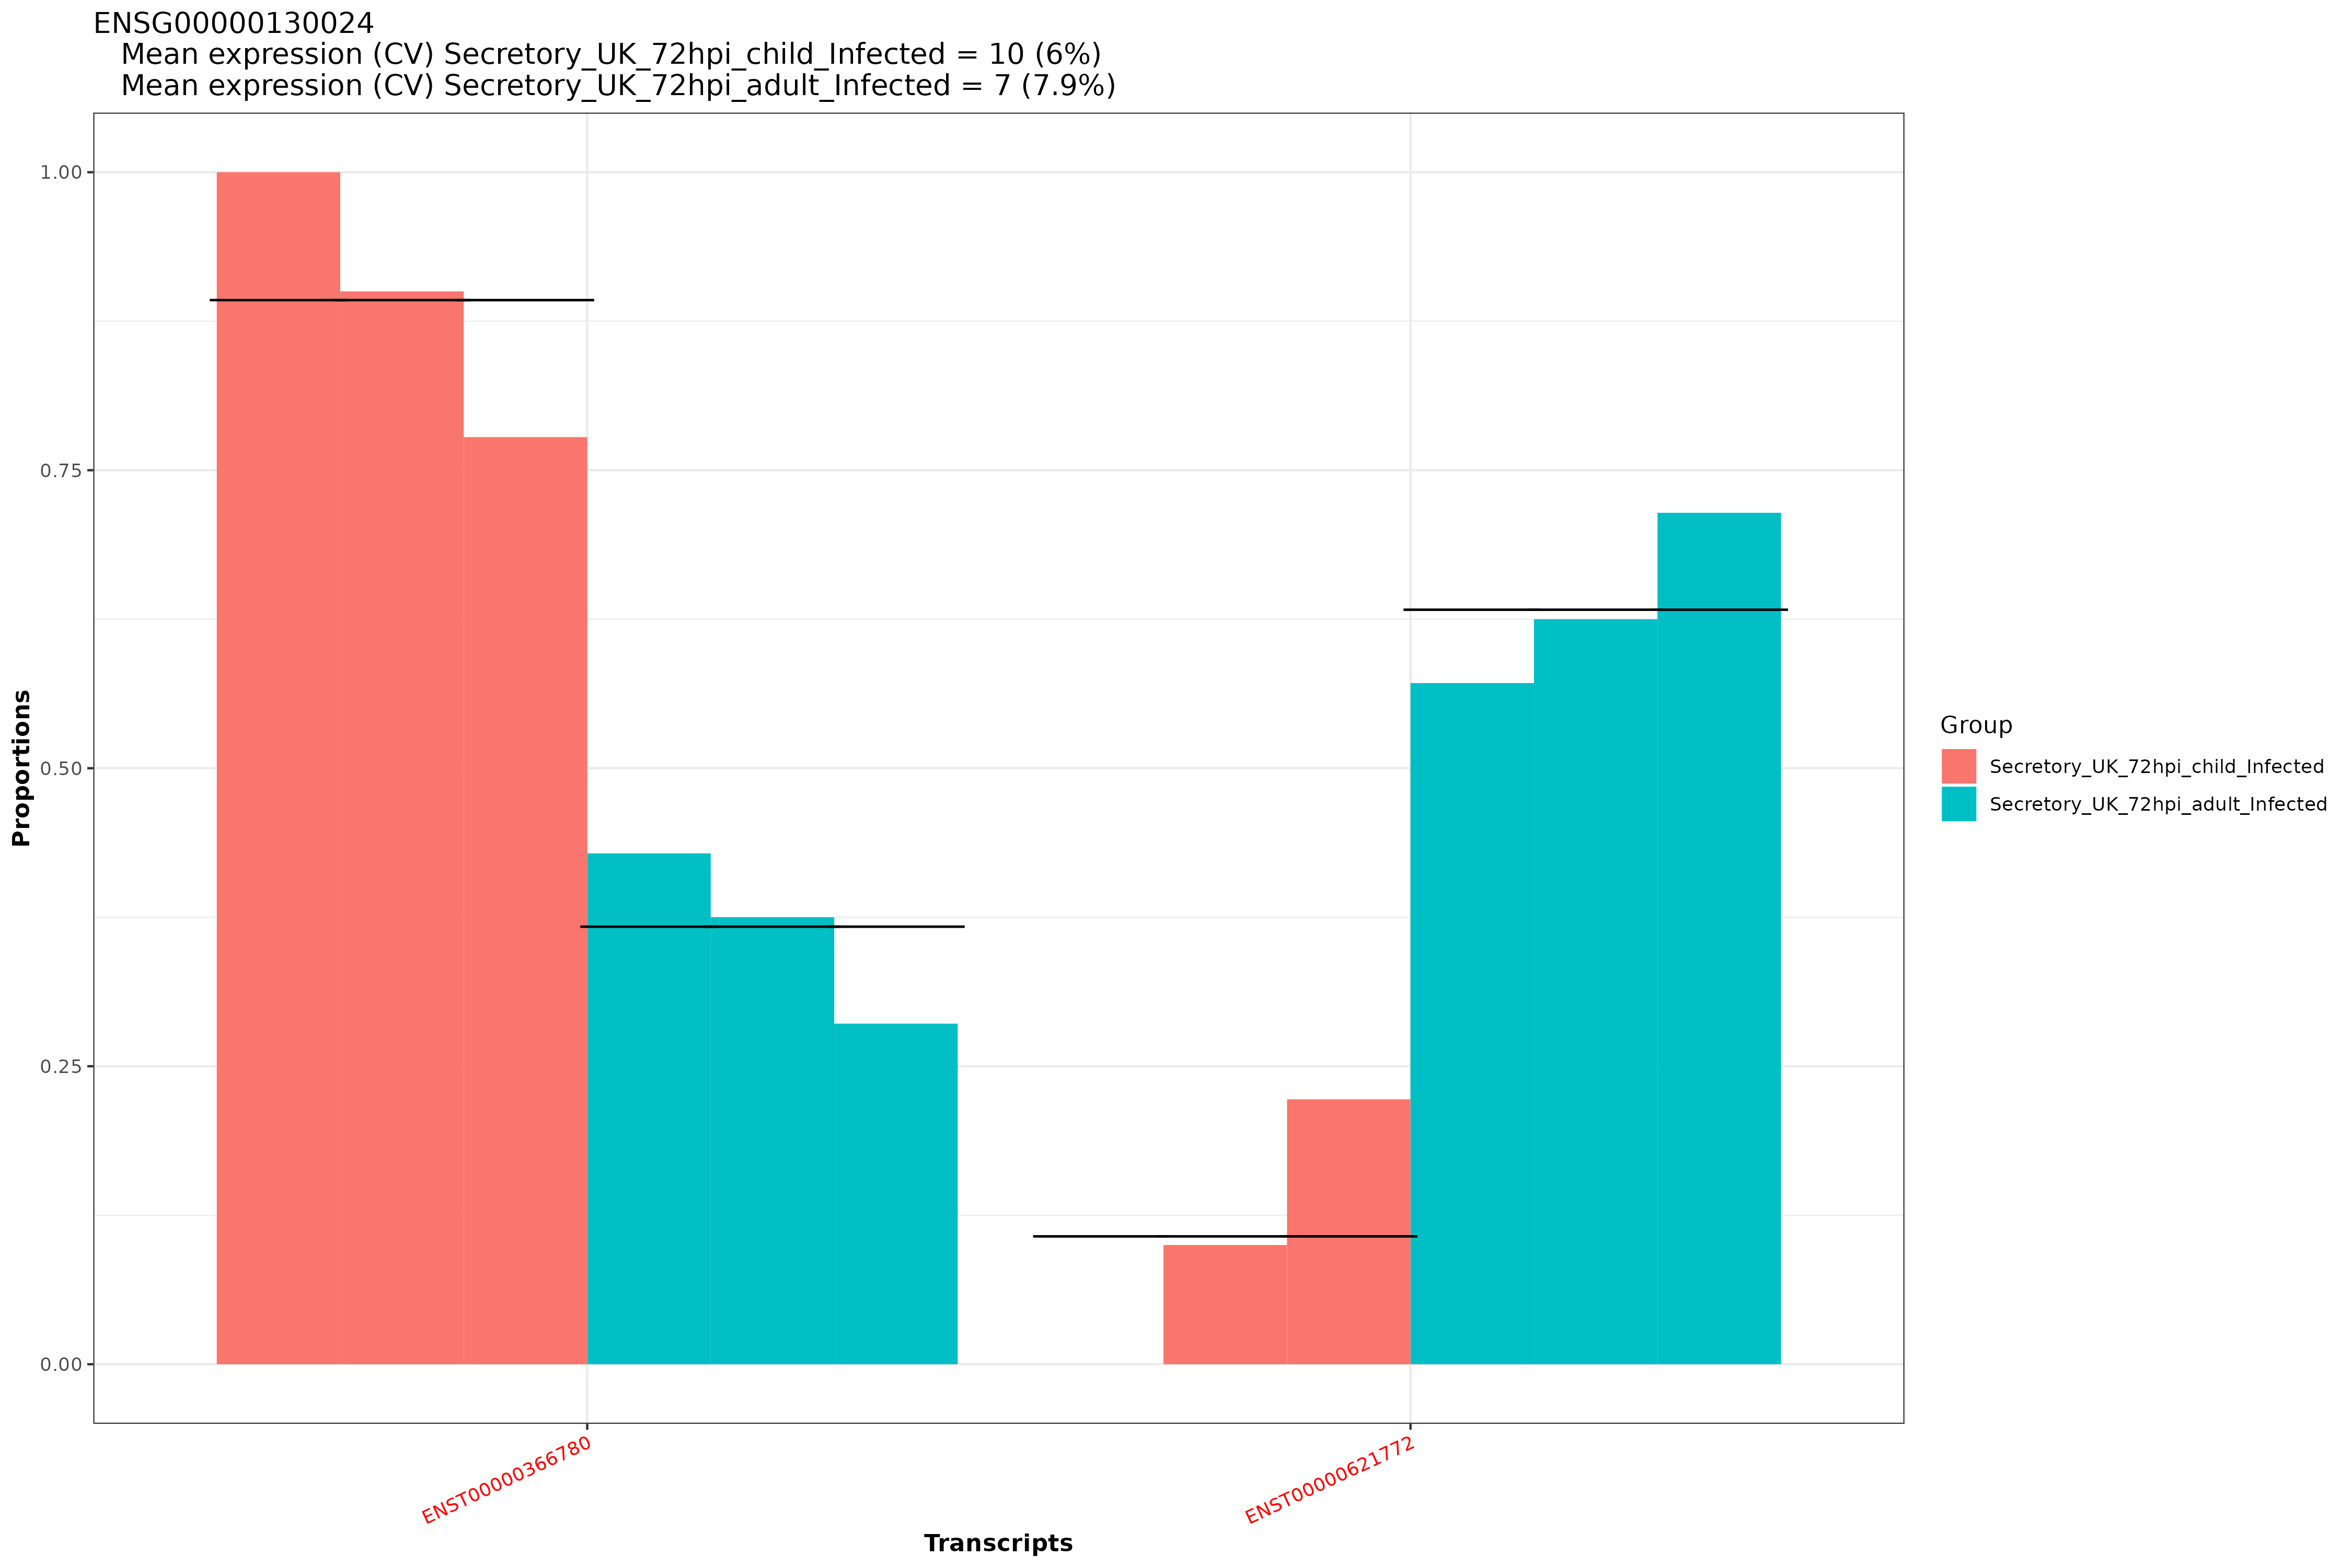 ENSG00000130024
Mean expression (CV) Secretory_UK_72hpi_child_Infected = 10 (6%)
Mean expression (CV) Secretory_UK_72hpi_adult_Infected = 7 (7.9%)
1.00
0.75
0.50
0.25
0.00
Proportions
ENST00000366780
ENST00000621772
Transcripts
Group
Secretory_UK_72hpi_child_Infected
Secretory_UK_72hpi_adult_Infected